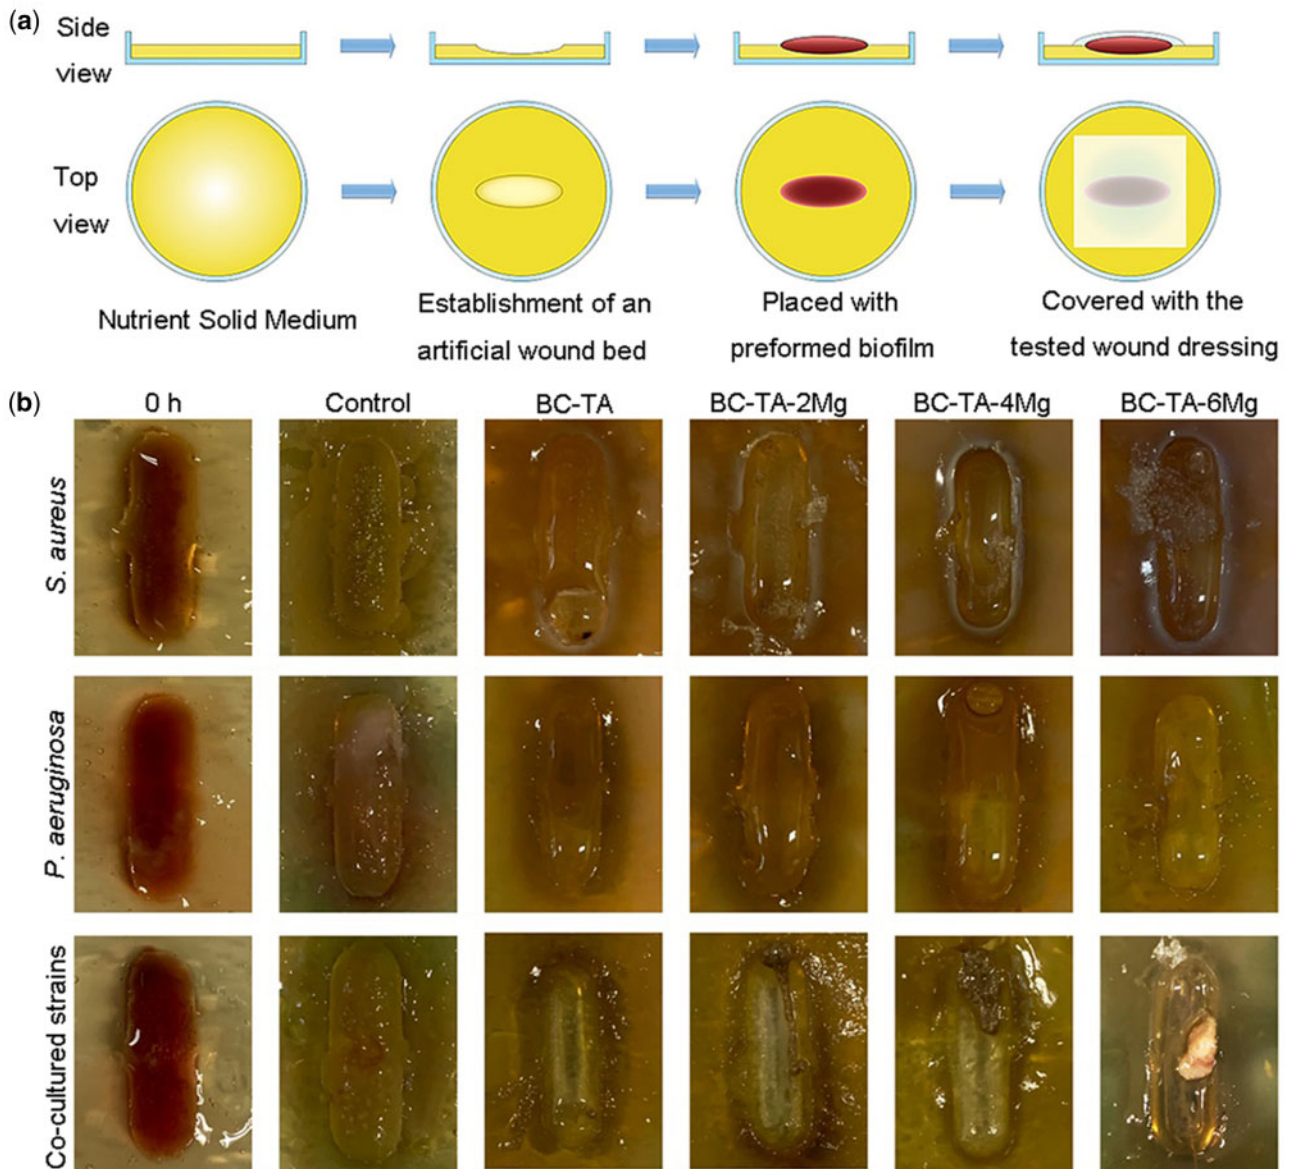 (a)
Side
view
Top
view
Nutrient Solid Medium
Establishment of an
artificial wound bed
Placed with
preformed biofilm
Covered with the
tested wound dressing
(b)
0 h
Control
BC-TA
BC-TA-2Mg
BC-TA-4Mg
BC-TA-6Mg
S. aureus
P. aeruginosa
Co-cultured strains